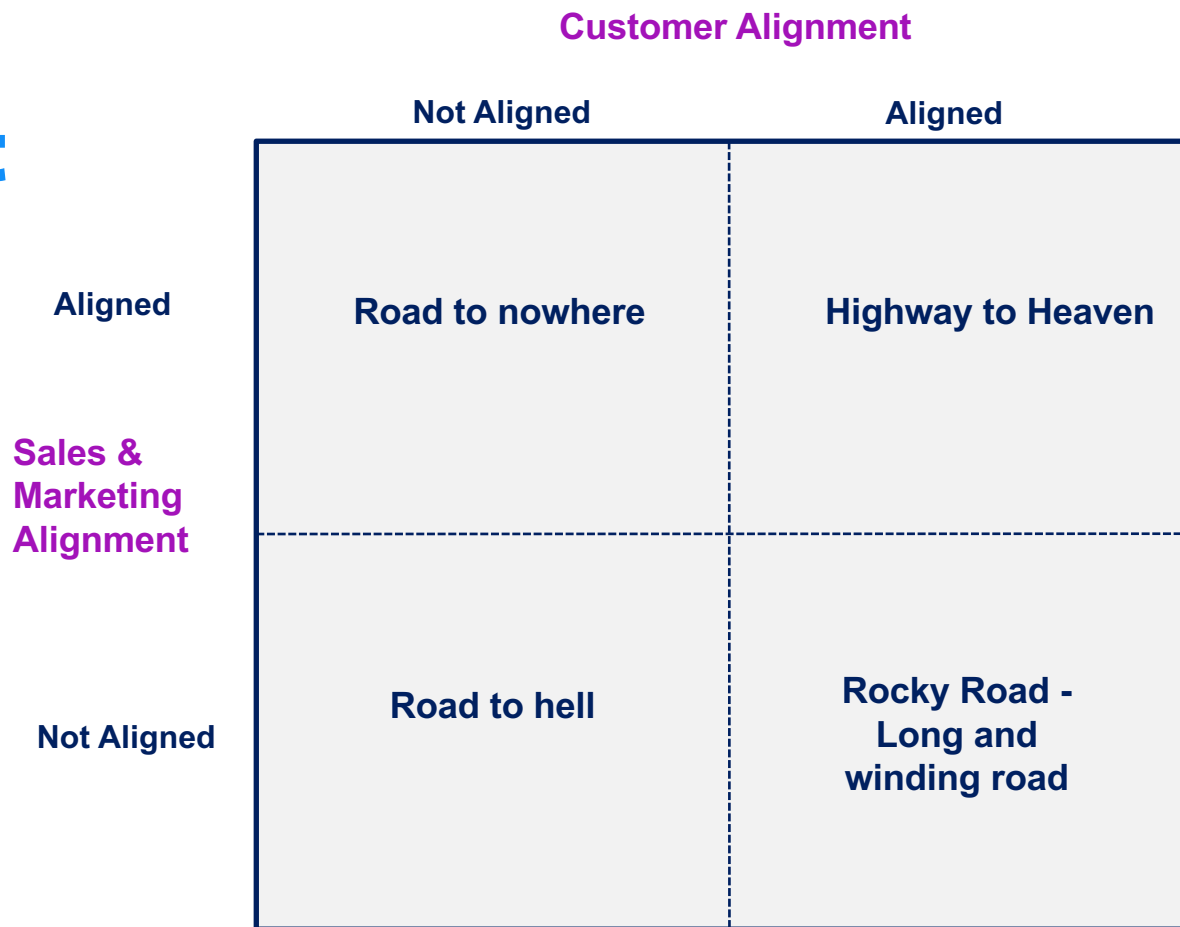 Customer Alignment
Not Aligned
Aligned
Aligned
Road to nowhere
Highway to Heaven
Sales &
Marketing
Alignment
Not Aligned
Road to hell
Rocky Road -
Long and
winding road